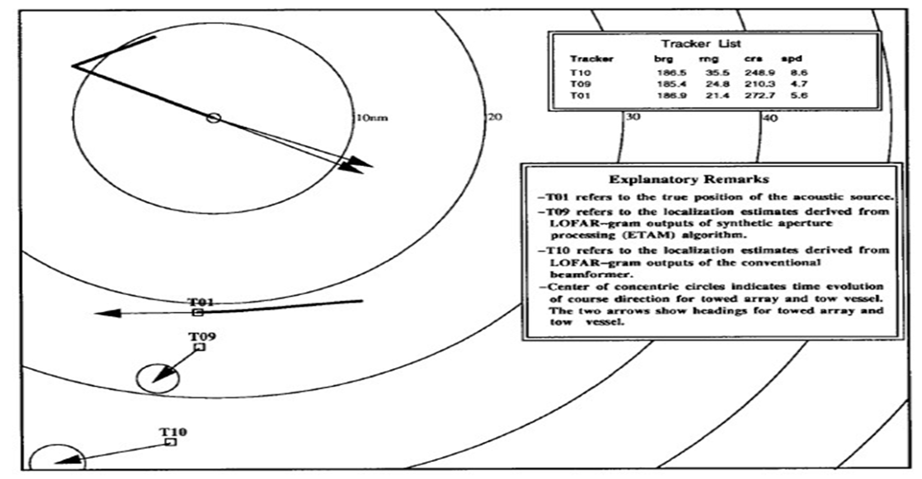 Tracker List
Tracker brg rng crs spd
T10 186.5 35.5 248.9 8.6
T09 185.4 24.8 210.3 4.7
T01 186.9 21.4 272.7 5.6
10nm
20
30
40
Explanatory Remarks
-T01 refers to the true position of the acoustic source.
-T09 refers to the localization estimates derived from
LOFAR-gram outputs of synthetic aperture
processing (ETAM) algorithm.
-T10 refers to the localization estimates derived from
LOFAR-gram outputs of the conventional
beamformer.
-Center of concentric circles indicates time evolution
of course direction for towed array and tow vessel.
The two arrows show headings for towed array and
tow vessel.
T01
T09
T10